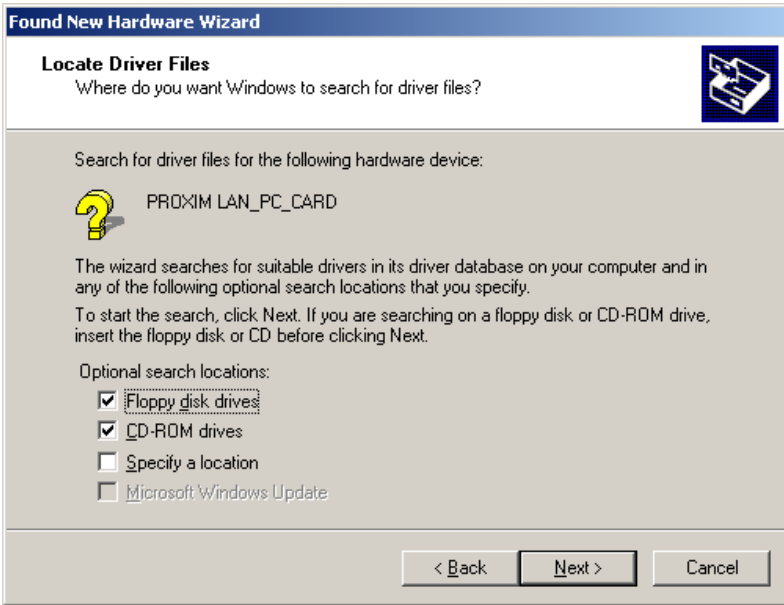 Found New Hardware Wizard
Locate Driver Files
Where do you want Windows to search for driver files?
Search for driver files for the following hardware device:
PROXIM LAN_PC_CARD
The wizard searches for suitable drivers in its driver database on your computer and in
any of the following optional search locations that you specify.
To start the search, click Next. If you are searching on a floppy disk or CD-ROM drive,
insert the floppy disk or CD before clicking Next.
Optional search locations:
Floppy disk drives
CD-ROM drives
Specify a location
Microsoft Windows Update
< Back Next > Cancel